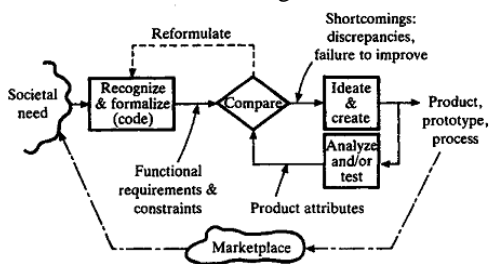 Reformulate
Shortcomings:
discrepancies,
failure to improve
Societal
need
Recognize
& formalize
(code)
Compare
Ideate &
create
Product,
prototype,
process
Functional
requirements &
constraints
Analyze
and/or
test
Product attributes
Marketplace